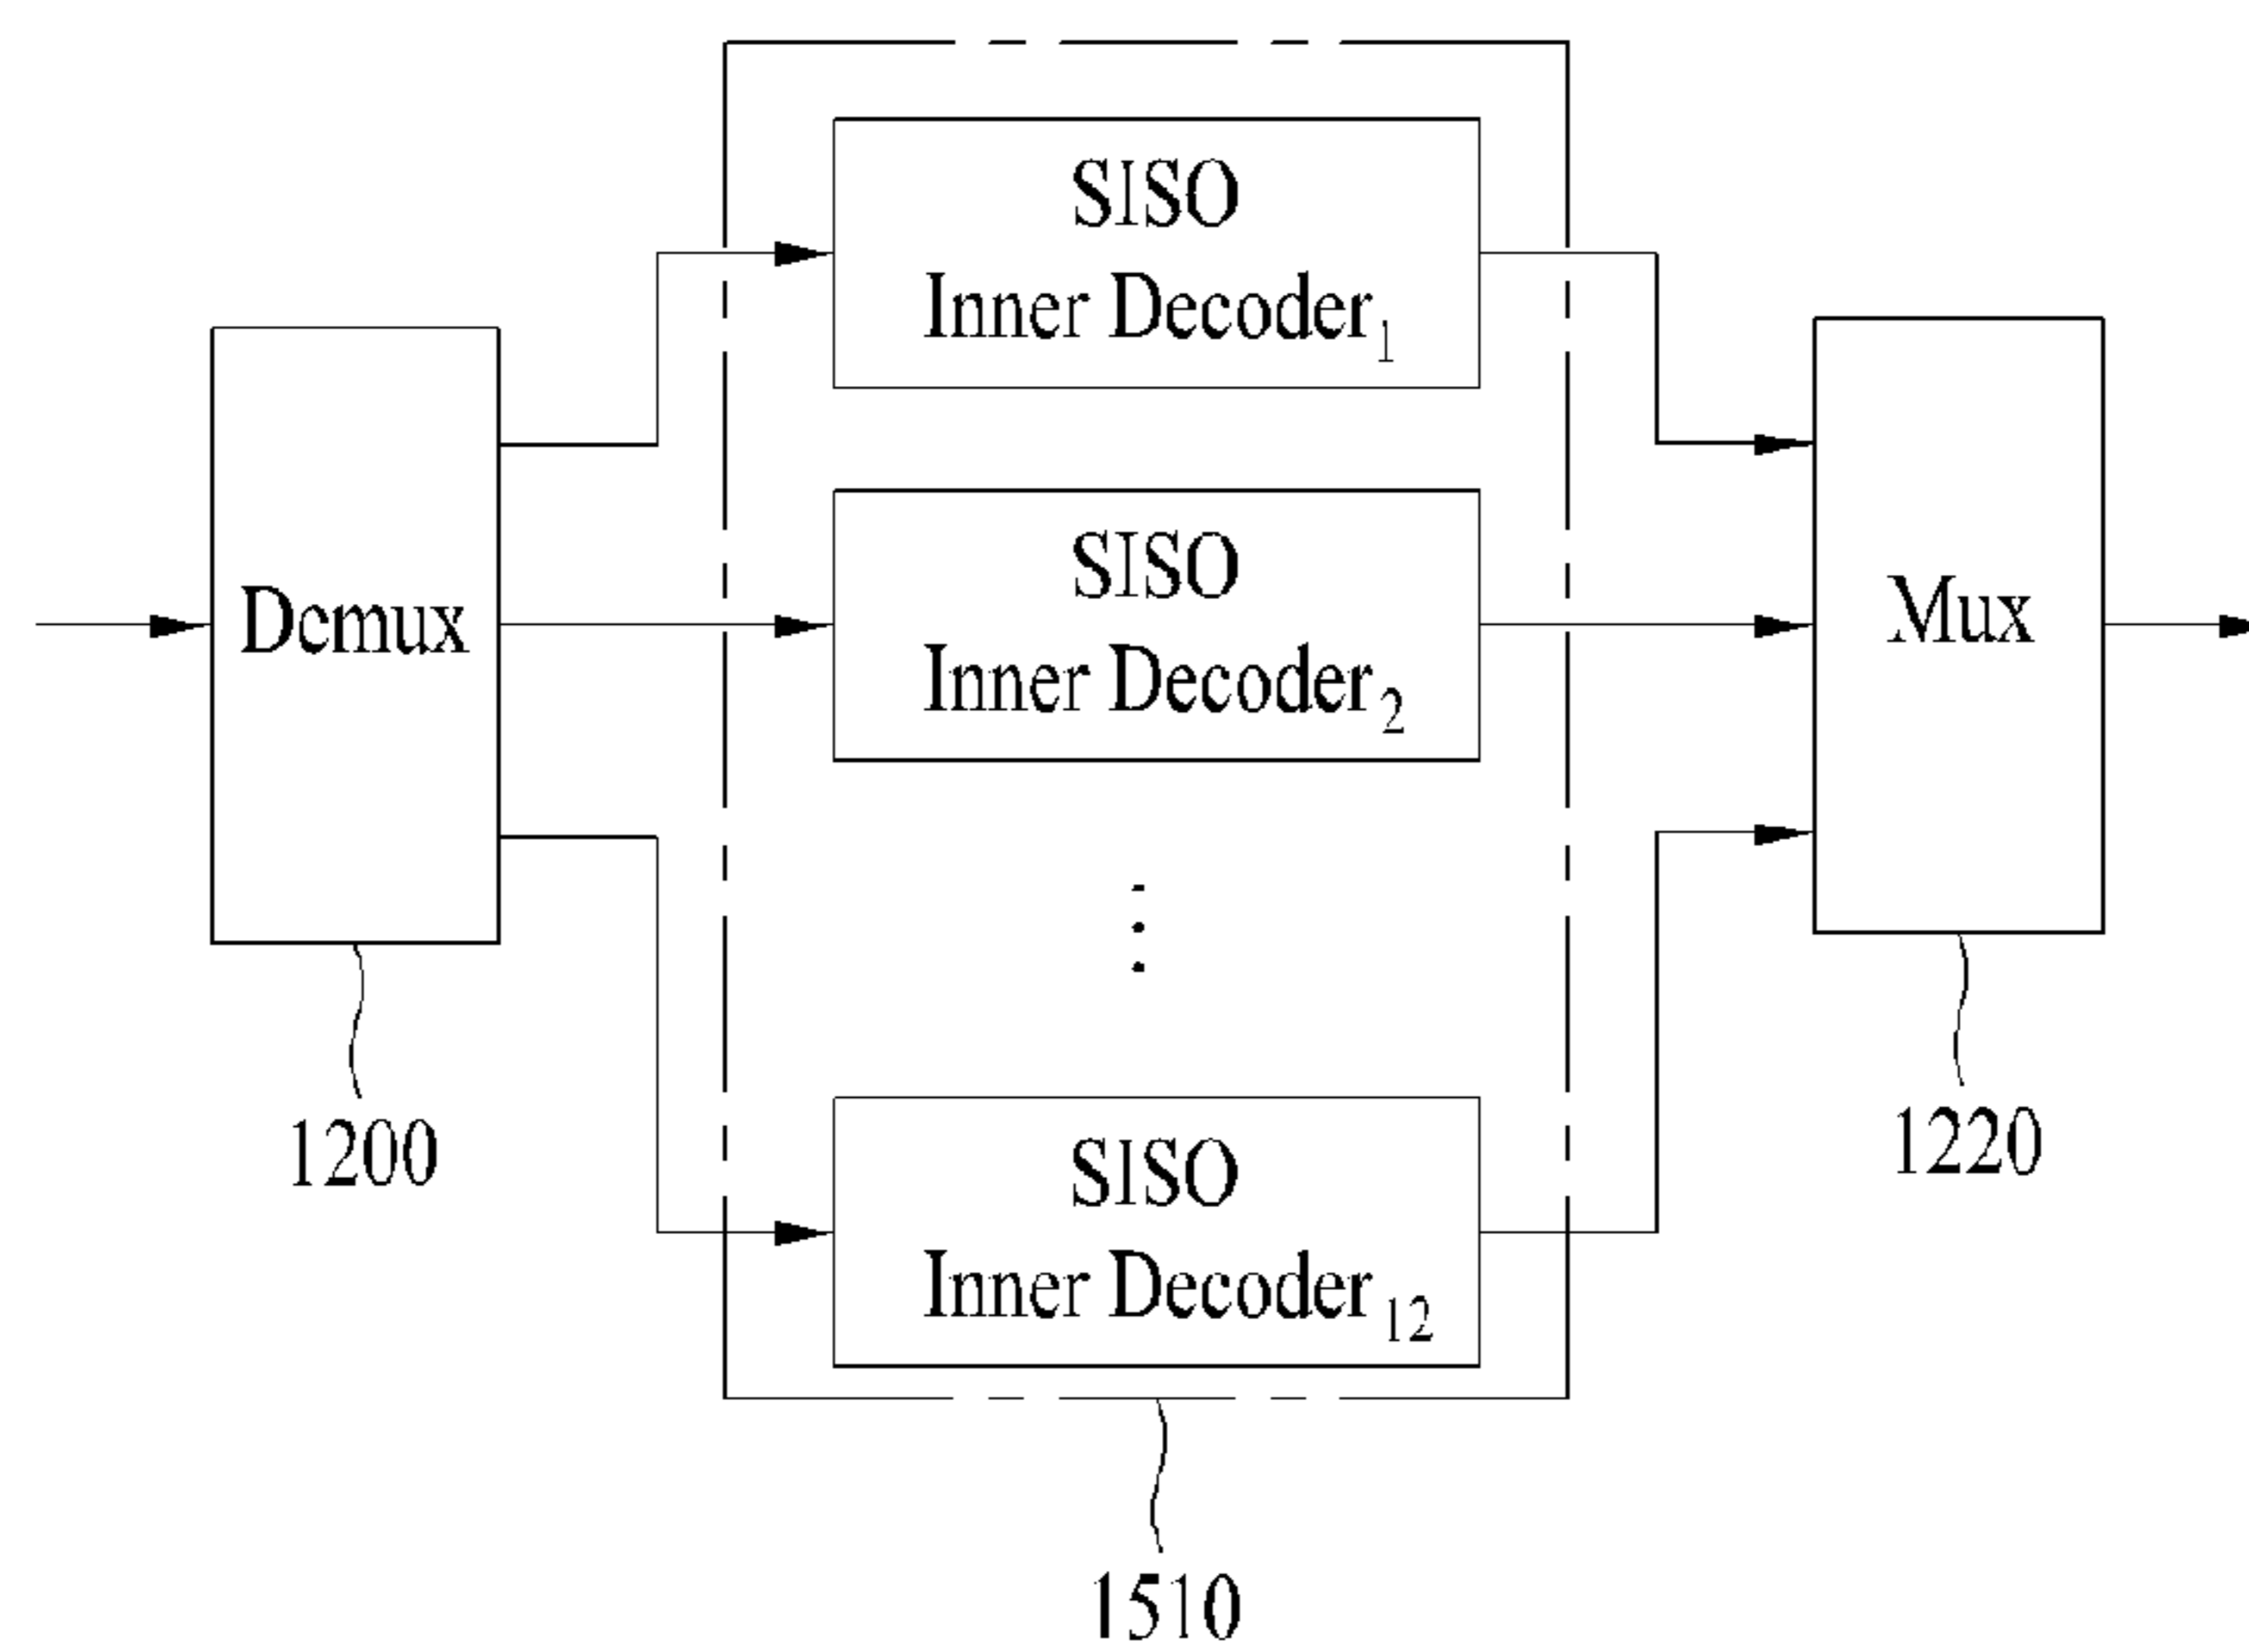 SISO
Inner Decoder1
SISO
Inner Decoder2
Demux
Mux
SISO
Inner Decoder12
1200
1220
1510